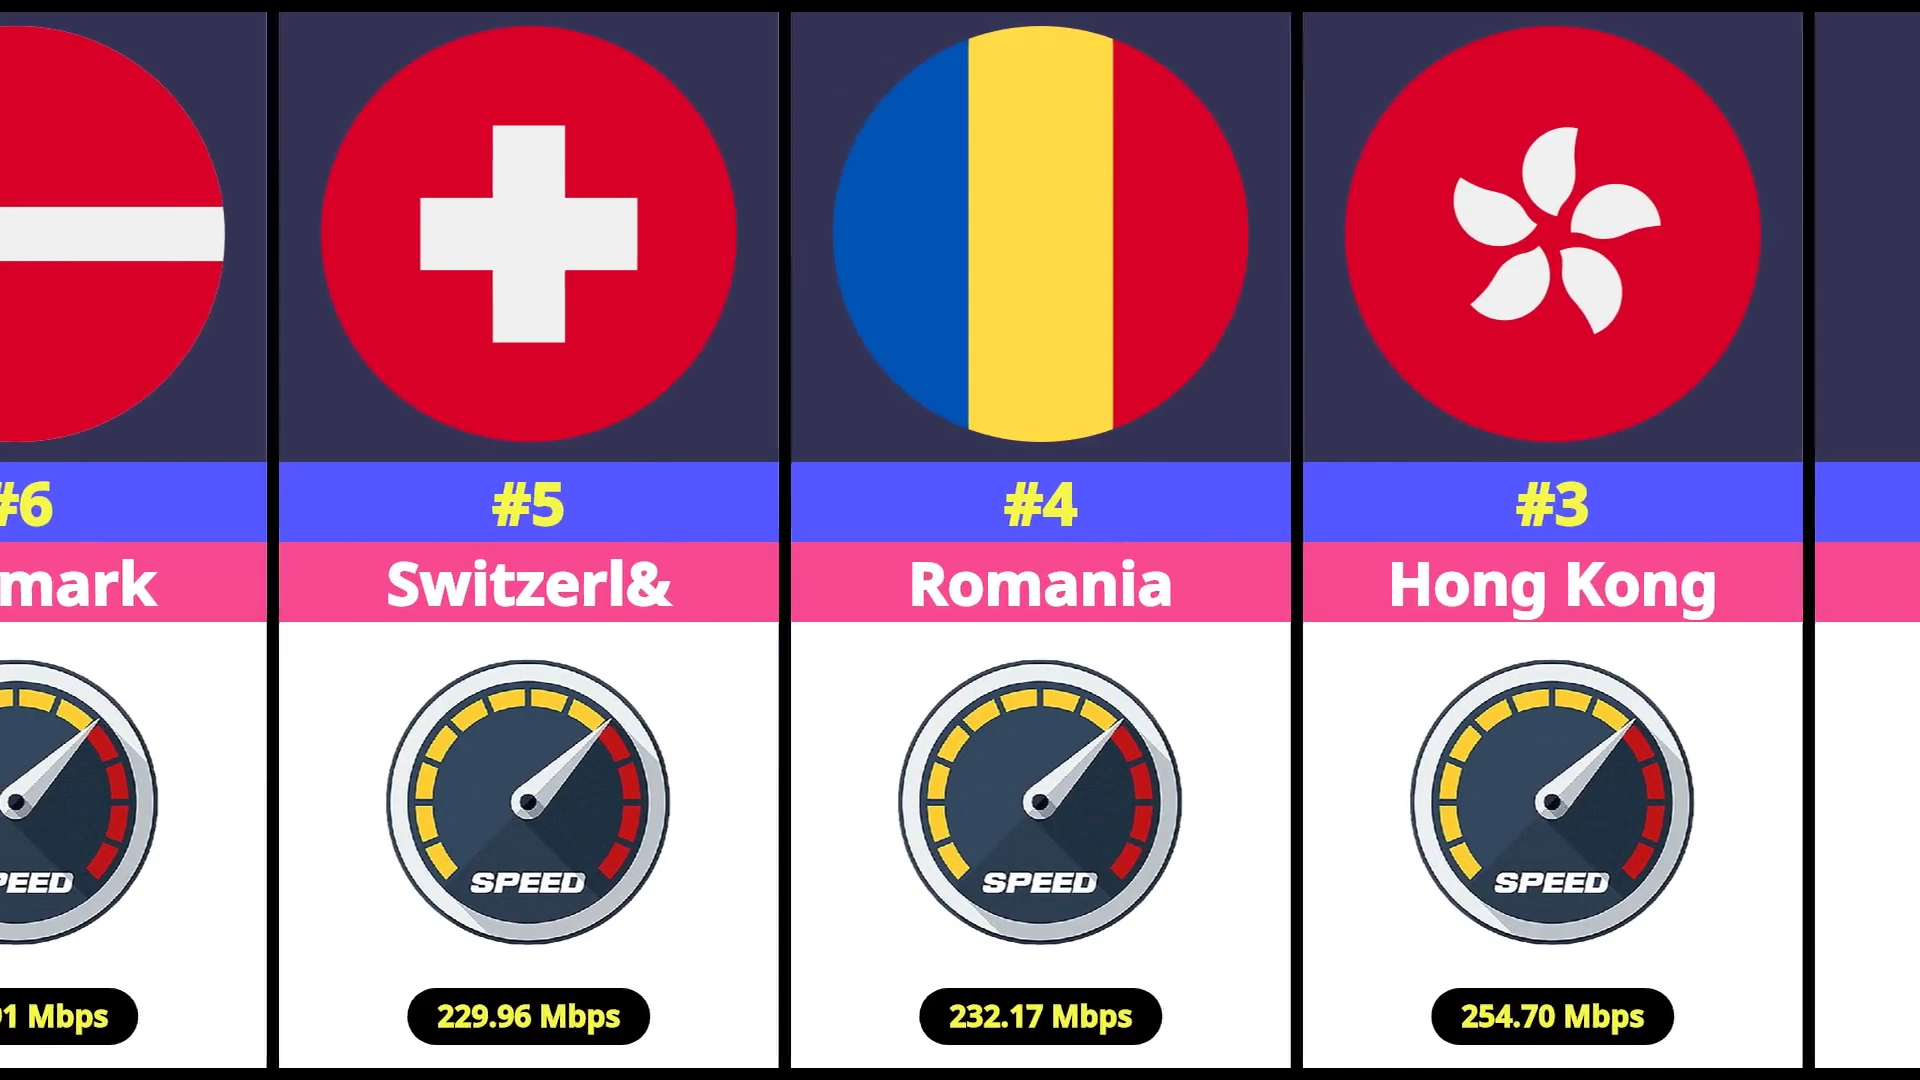 #6
mark
PEED
91 Mbps
#5
Switzerl&
SPEED
229.96 Mbps
#4
Romania
SPEED
232.17 Mbps
#3
Hong Kong
SPEED
254.70 Mbps